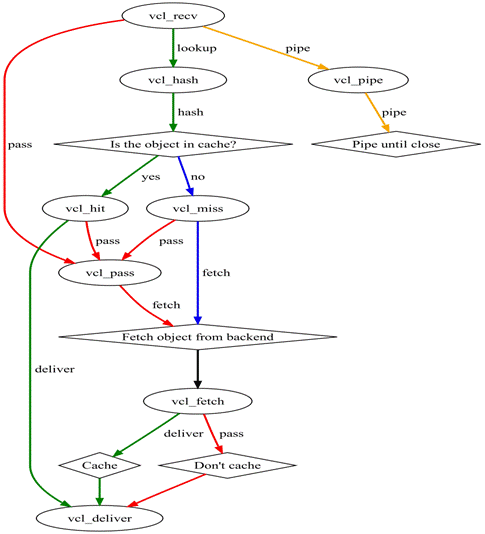 vcl_recv
lookup
pipe
vcl_hash
vcl_pipe
hash
pipe
pass
Is the object in cache?
Pipe until close
yes
no
vcl_hit
vcl_miss
pass
pass
vcl_pass
fetch
fetch
Fetch object from backend
deliver
vcl_fetch
deliver
pass
Cache
Don't cache
vcl_deliver